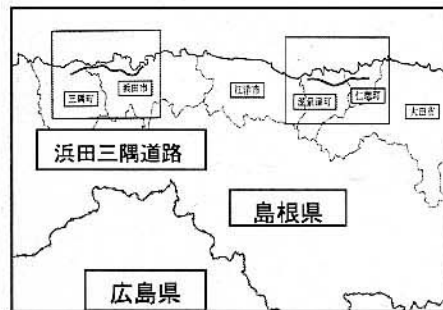 三隅町
浜田市
江津市
温泉津町
仁摩町
大田市
浜田三隅道路
島根県
広島県